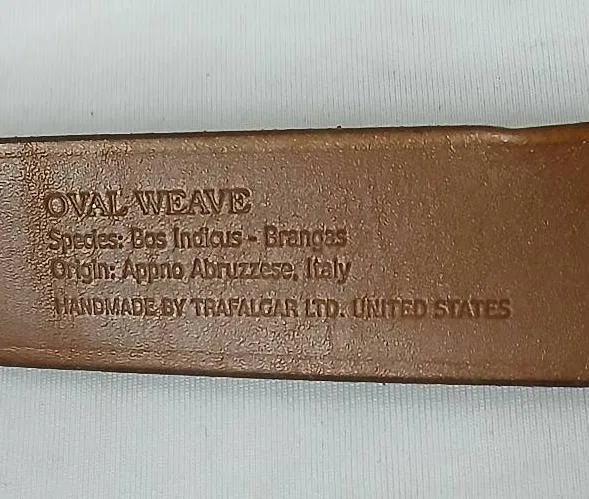 OVAL WEAVE
Species: Bos Indicus - Brangas
Origin: Appno Abruzzese, Italy
HANDMADE BY TRAFALGAR LTD. UNITED STATES